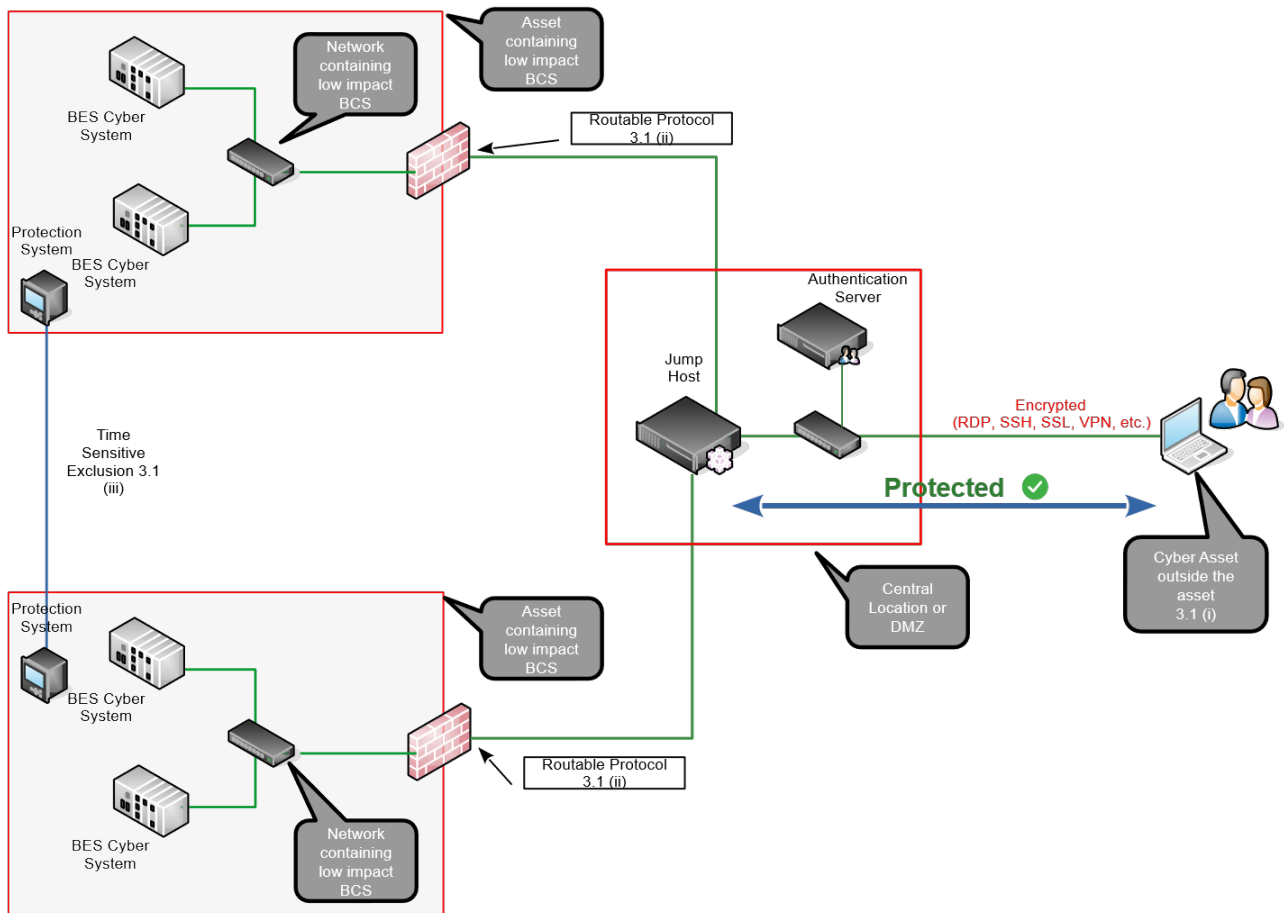 Asset
containing
low impact
BCS
Network
containing
low impact
BCS
BES Cyber
System
Routable Protocol
3.1 (ii)
Protection
System
BES Cyber
System
Authentication
Server
Jump
Host
Encrypted
(RDP, SSH, SSL, VPN, etc.)
Time
Sensitive
Exclusion 3.1
(iii)
Protected
Cyber Asset
outside the
asset
3.1 (i)
Central
Location or
DMZ
Protection
System
Asset
containing
low impact
BCS
BES Cyber
System
Routable Protocol
3.1 (ii)
Network
containing
low impact
BCS
BES Cyber
System